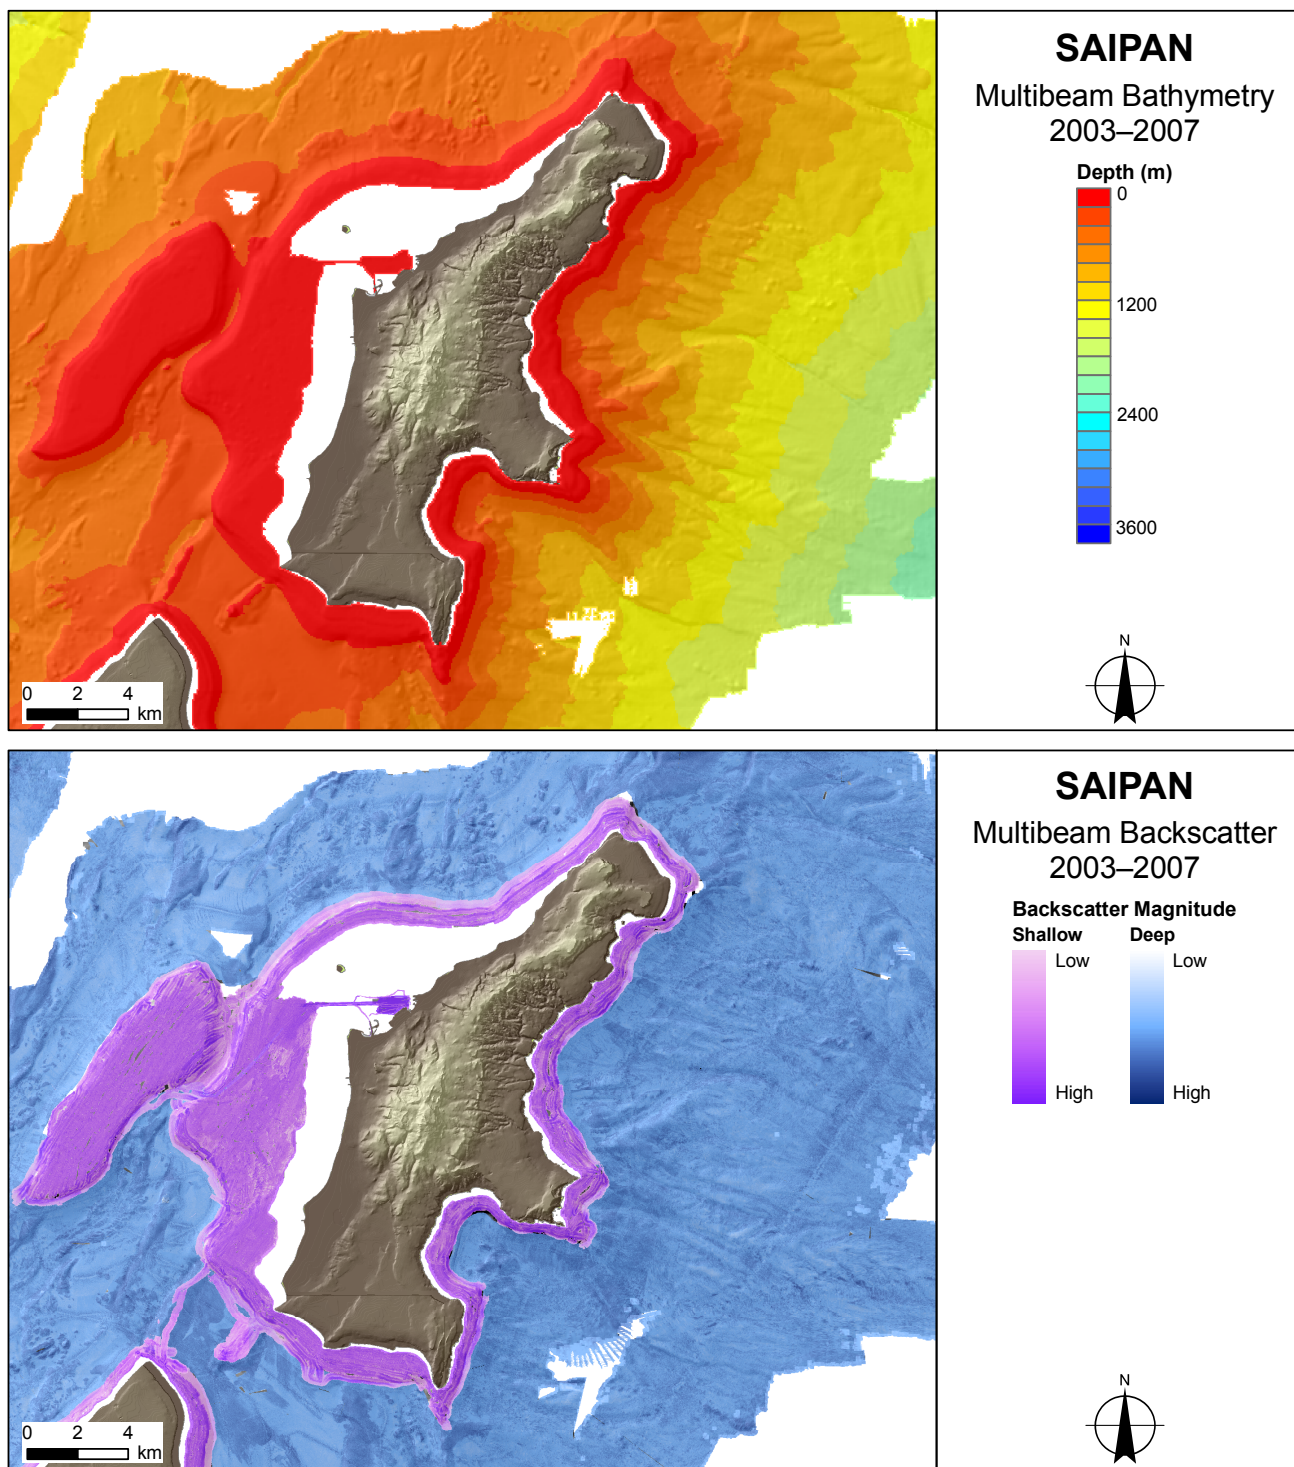 SAIPAN
Multibeam Bathymetry
2003–2007
Depth (m)
0
1200
2400
3600
N
0 2 4
km
SAIPAN
Multibeam Backscatter
2003–2007
Backscatter Magnitude
Shallow Deep
Low Low
High High
N
0 2 4
km